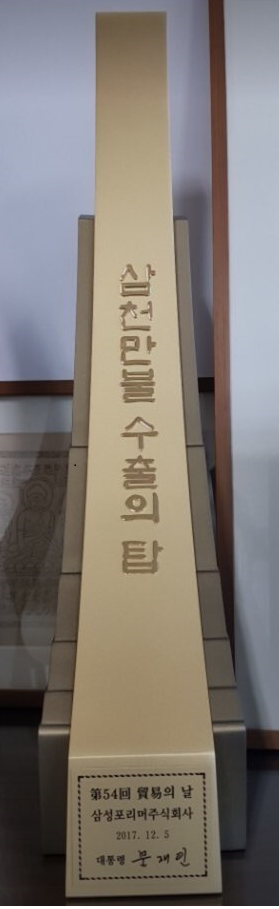 삼천만불 수출의 탑
第54回 貿易의 날
삼성포리머주식회사
2017. 12. 5
대통령 문재인